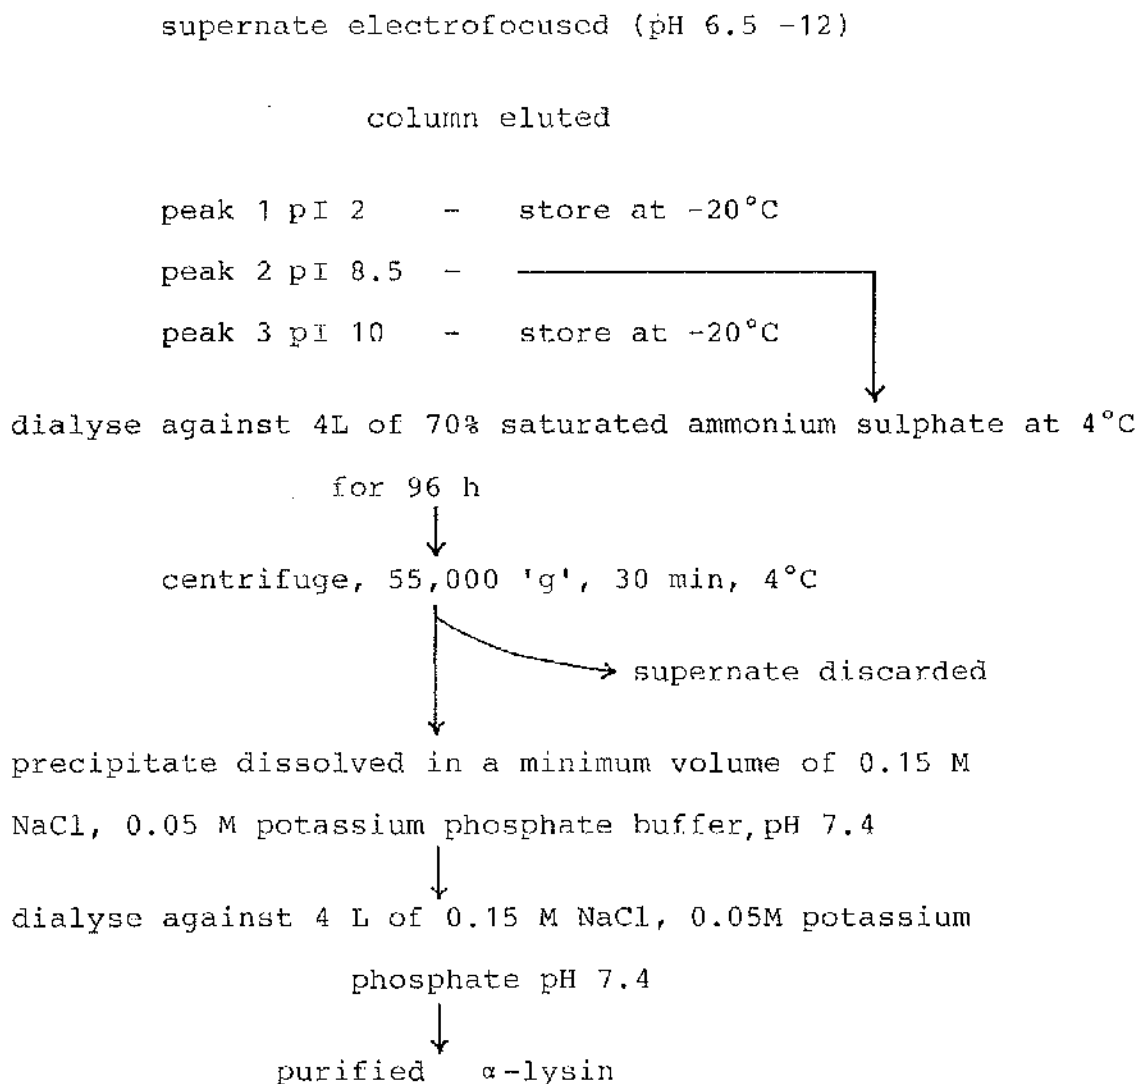 supernate electrofocused (pH 6.5 -12)
column eluted
peak 1 pI 2 - store at -20°C
peak 2 pI 8.5 -
peak 3 pI 10 - store at -20°C
dialyse against 4L of 70% saturated ammonium sulphate at 4°C
for 96 h
centrifuge, 55,000 'g', 30 min, 4°C
supernate discarded
precipitate dissolved in a minimum volume of 0.15 M
NaCl, 0.05 M potassium phosphate buffer, pH 7.4
dialyse against 4 L of 0.15 M NaCl, 0.05M potassium
phosphate pH 7.4
purified α-lysin